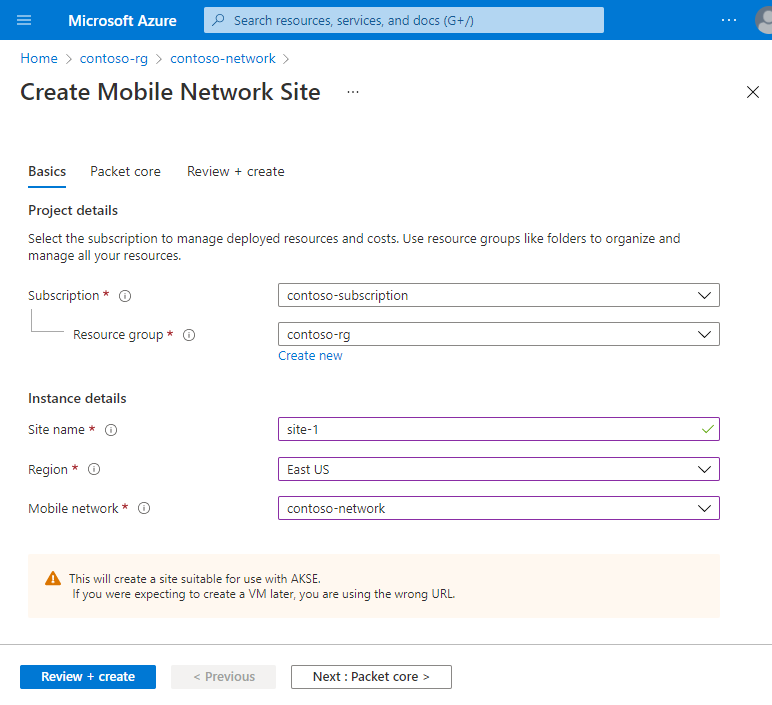 Microsoft Azure
Search resources, services, and docs (G+/)
...
Home > contoso-rg > contoso-network >
Create Mobile Network Site ...
Basics Packet core Review + create
Project details
Select the subscription to manage deployed resources and costs. Use resource groups like folders to organize and
manage all your resources.
Subscription * contoso-subscription
Resource group * contoso-rg
Create new
Instance details
Site name * site-1
Region * East US
Mobile network * contoso-network
This will create a site suitable for use with AKSE.
If you were expecting to create a VM later, you are using the wrong URL.
Review + create < Previous Next : Packet core >